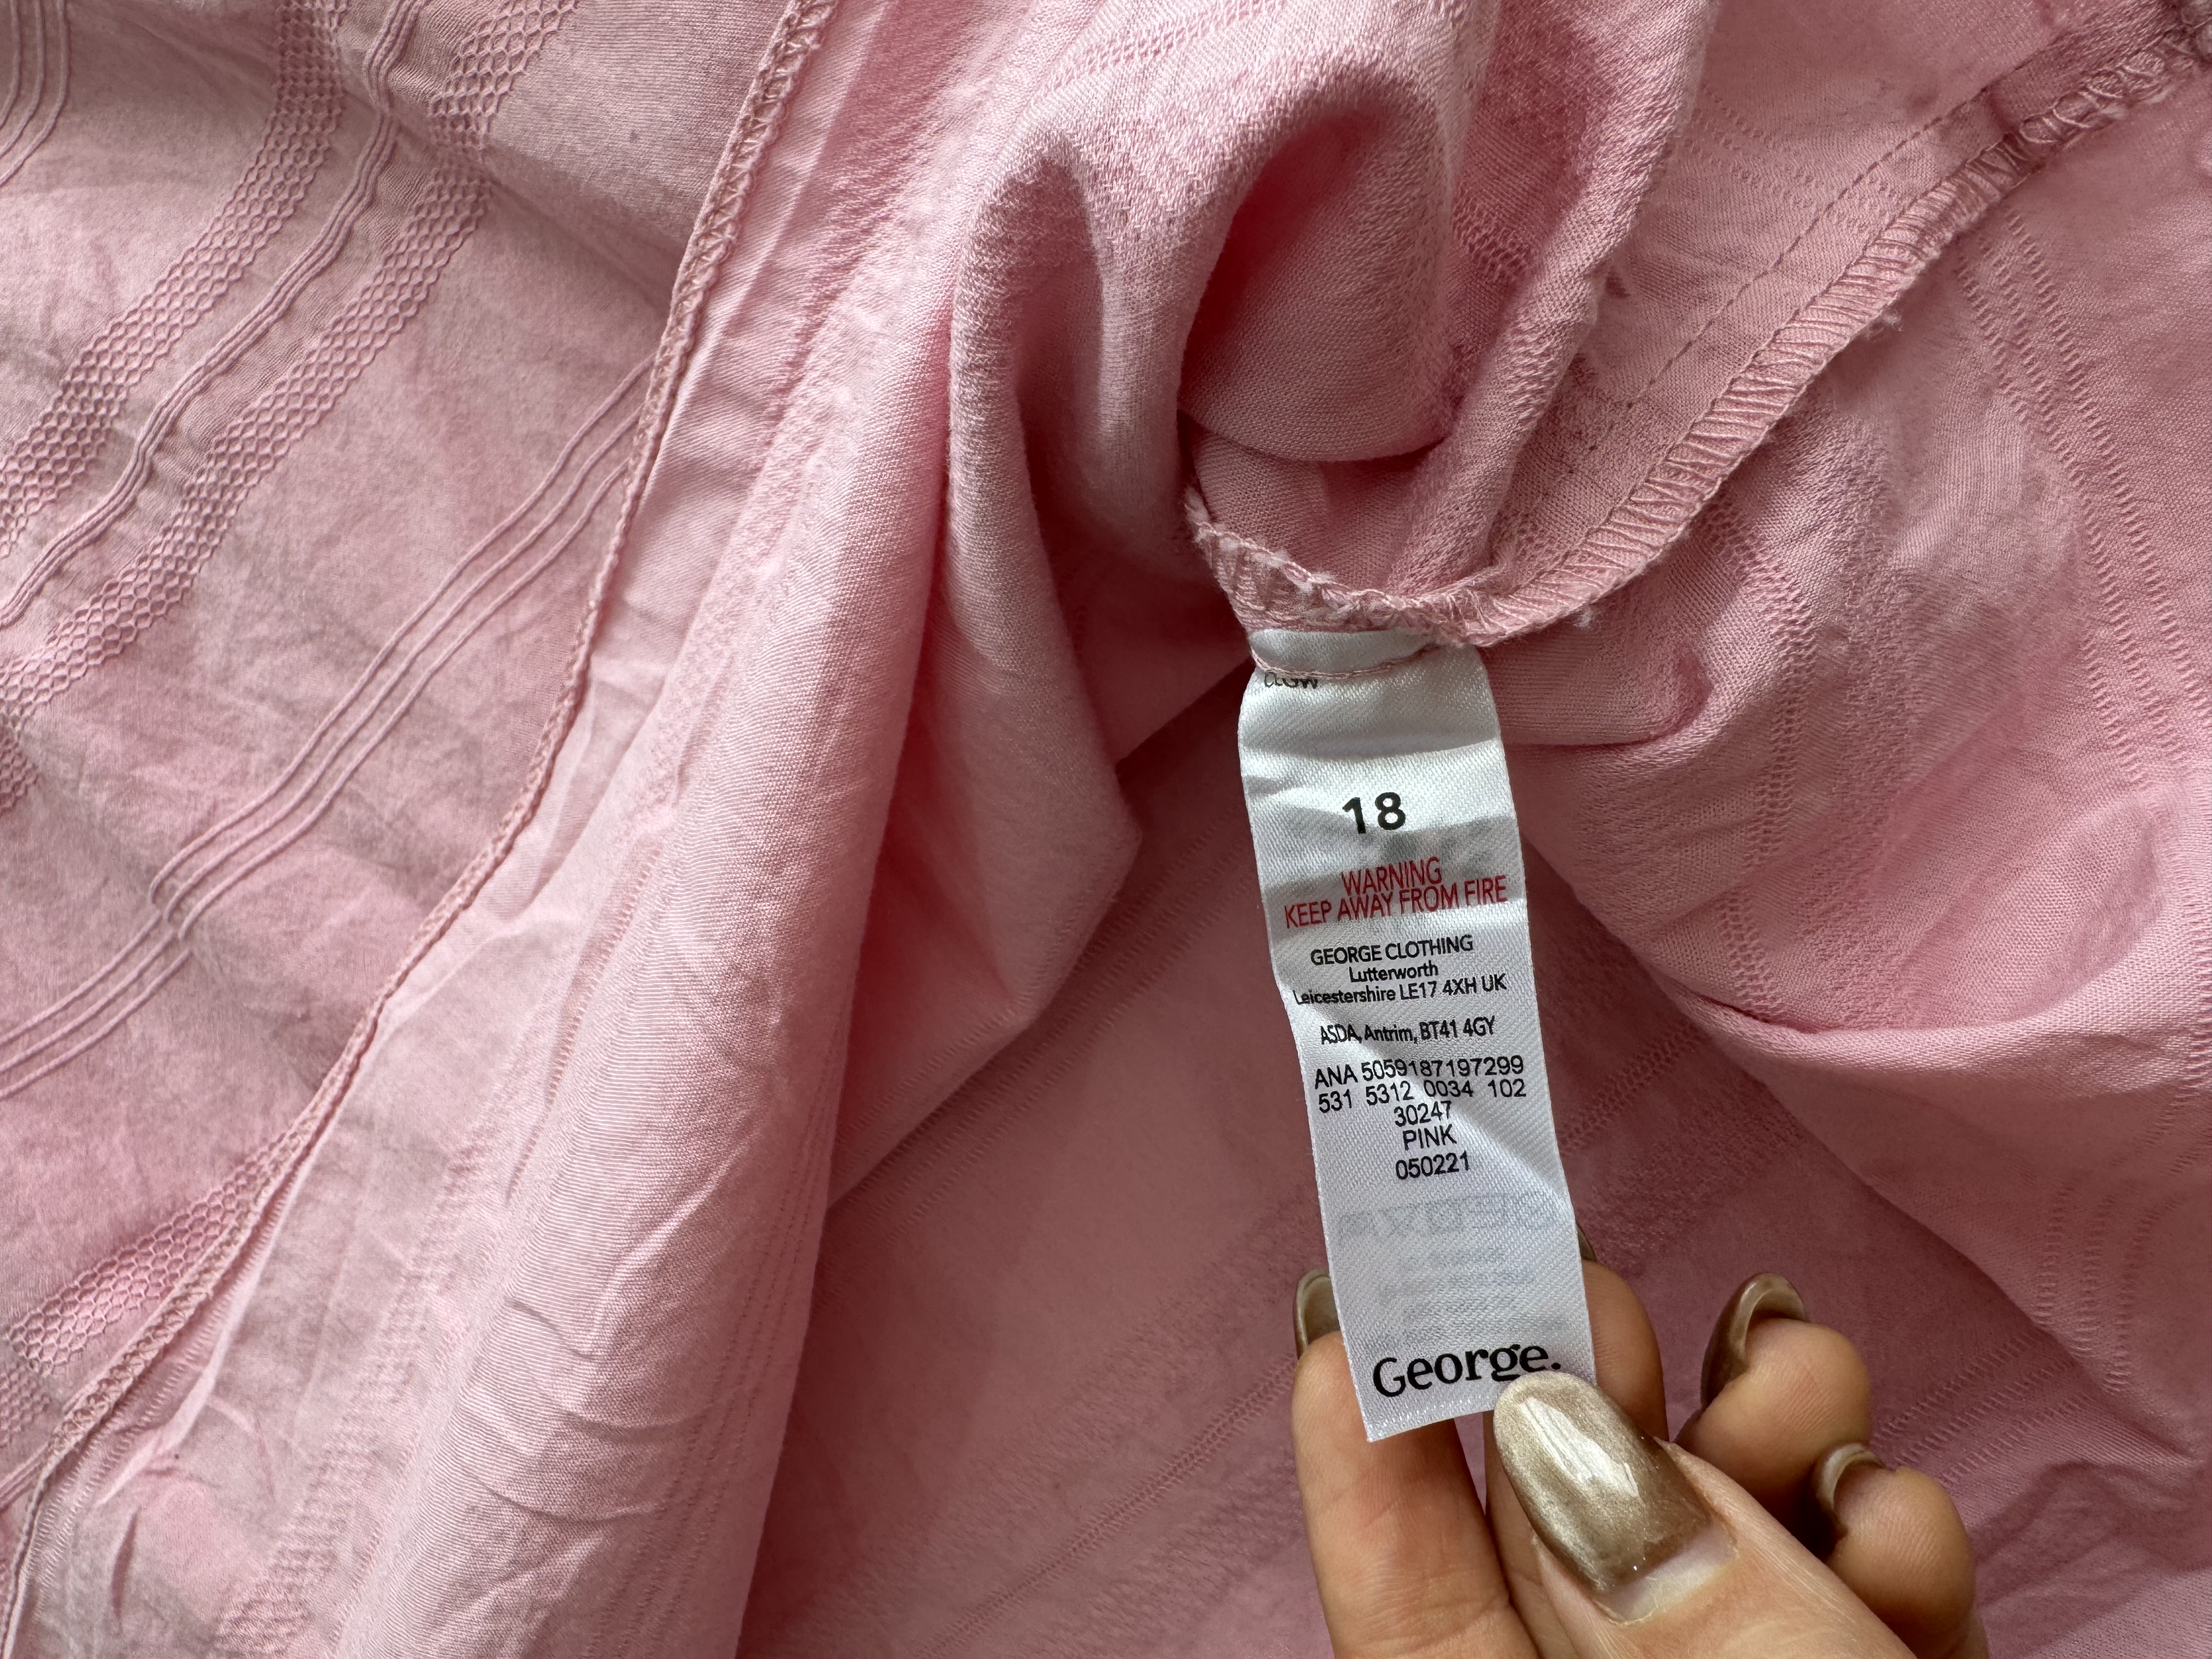 18
WARNING
KEEP AWAY FROM FIRE
GEORGE CLOTHING
Lutterworth
Leicestershire LE17 4XH UK
ASDA, Antrim, BT41 4GY
ANA 5059187197299
531 5312 0034 102
30247
PINK
050221
George.